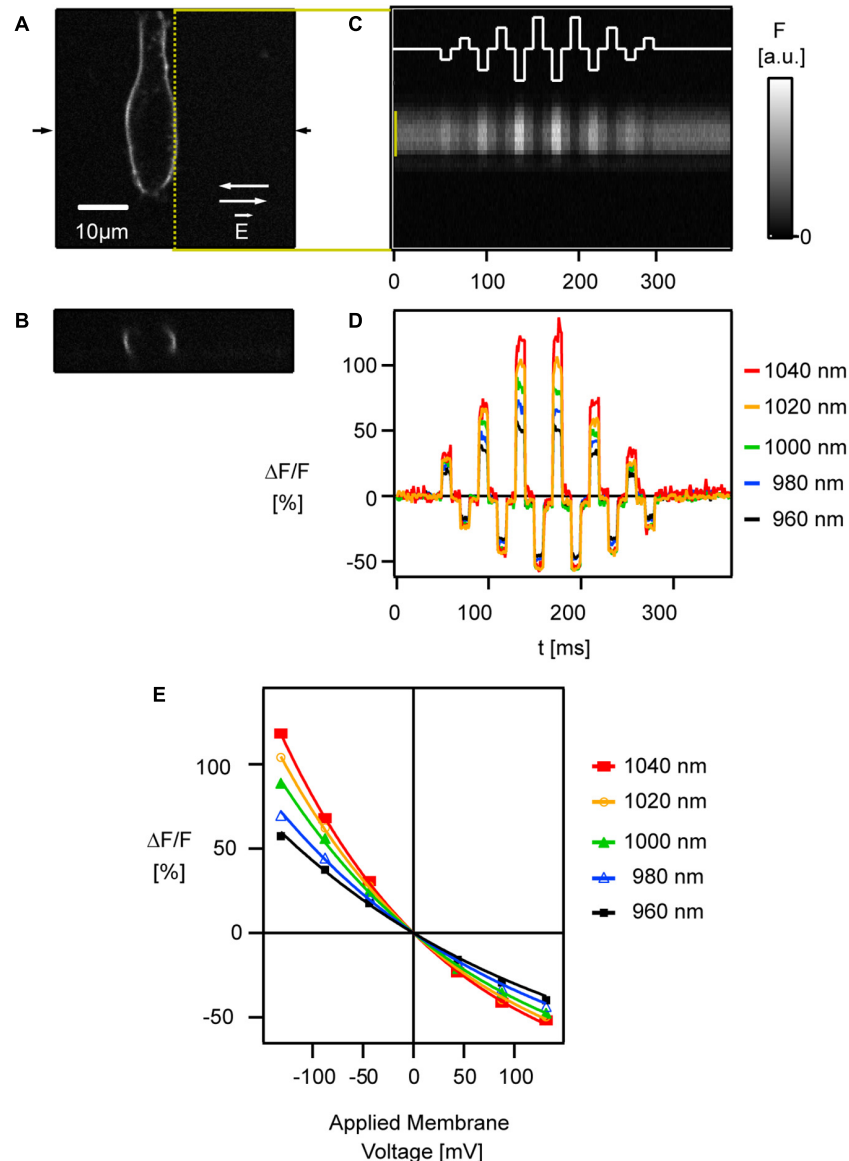 A
C
F
[a.u.]
10µm
E
0
0
100
200
300
B
D
100
50
0
-50
ΔF/F
[%]
0
100
200
300
t [ms]
1040 nm
1020 nm
1000 nm
980 nm
960 nm
E
100
50
0
-50
ΔF/F
[%]
-100
-50
0
50
100
Applied Membrane
Voltage [mV]
1040 nm
1020 nm
1000 nm
980 nm
960 nm